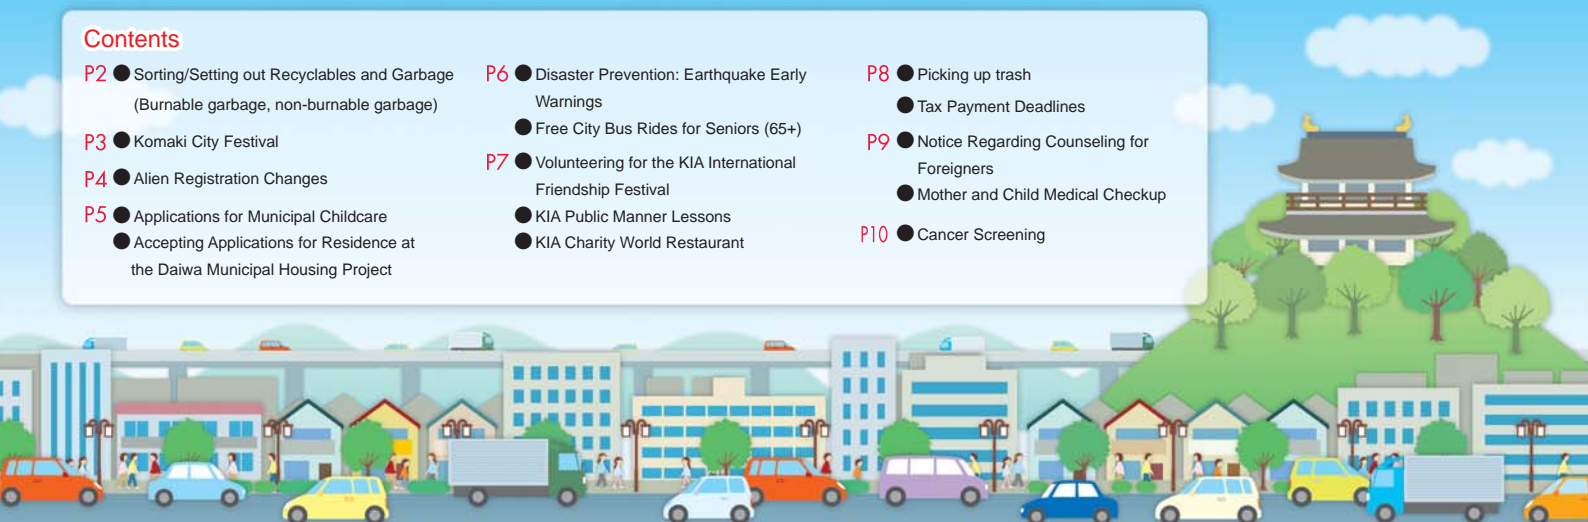 Contents
P2 ● Sorting/Setting out Recyclables and Garbage
(Burnable garbage, non-burnable garbage)
P3 ● Komaki City Festival
P4 ● Alien Registration Changes
P5 ● Applications for Municipal Childcare
● Accepting Applications for Residence at
the Daiwa Municipal Housing Project
P6 ● Disaster Prevention: Earthquake Early
Warnings
● Free City Bus Rides for Seniors (65+)
P7 ● Volunteering for the KIA International
Friendship Festival
● KIA Public Manner Lessons
● KIA Charity World Restaurant
P8 ● Picking up trash
● Tax Payment Deadlines
P9 ● Notice Regarding Counseling for
Foreigners
● Mother and Child Medical Checkup
P10 ● Cancer Screening